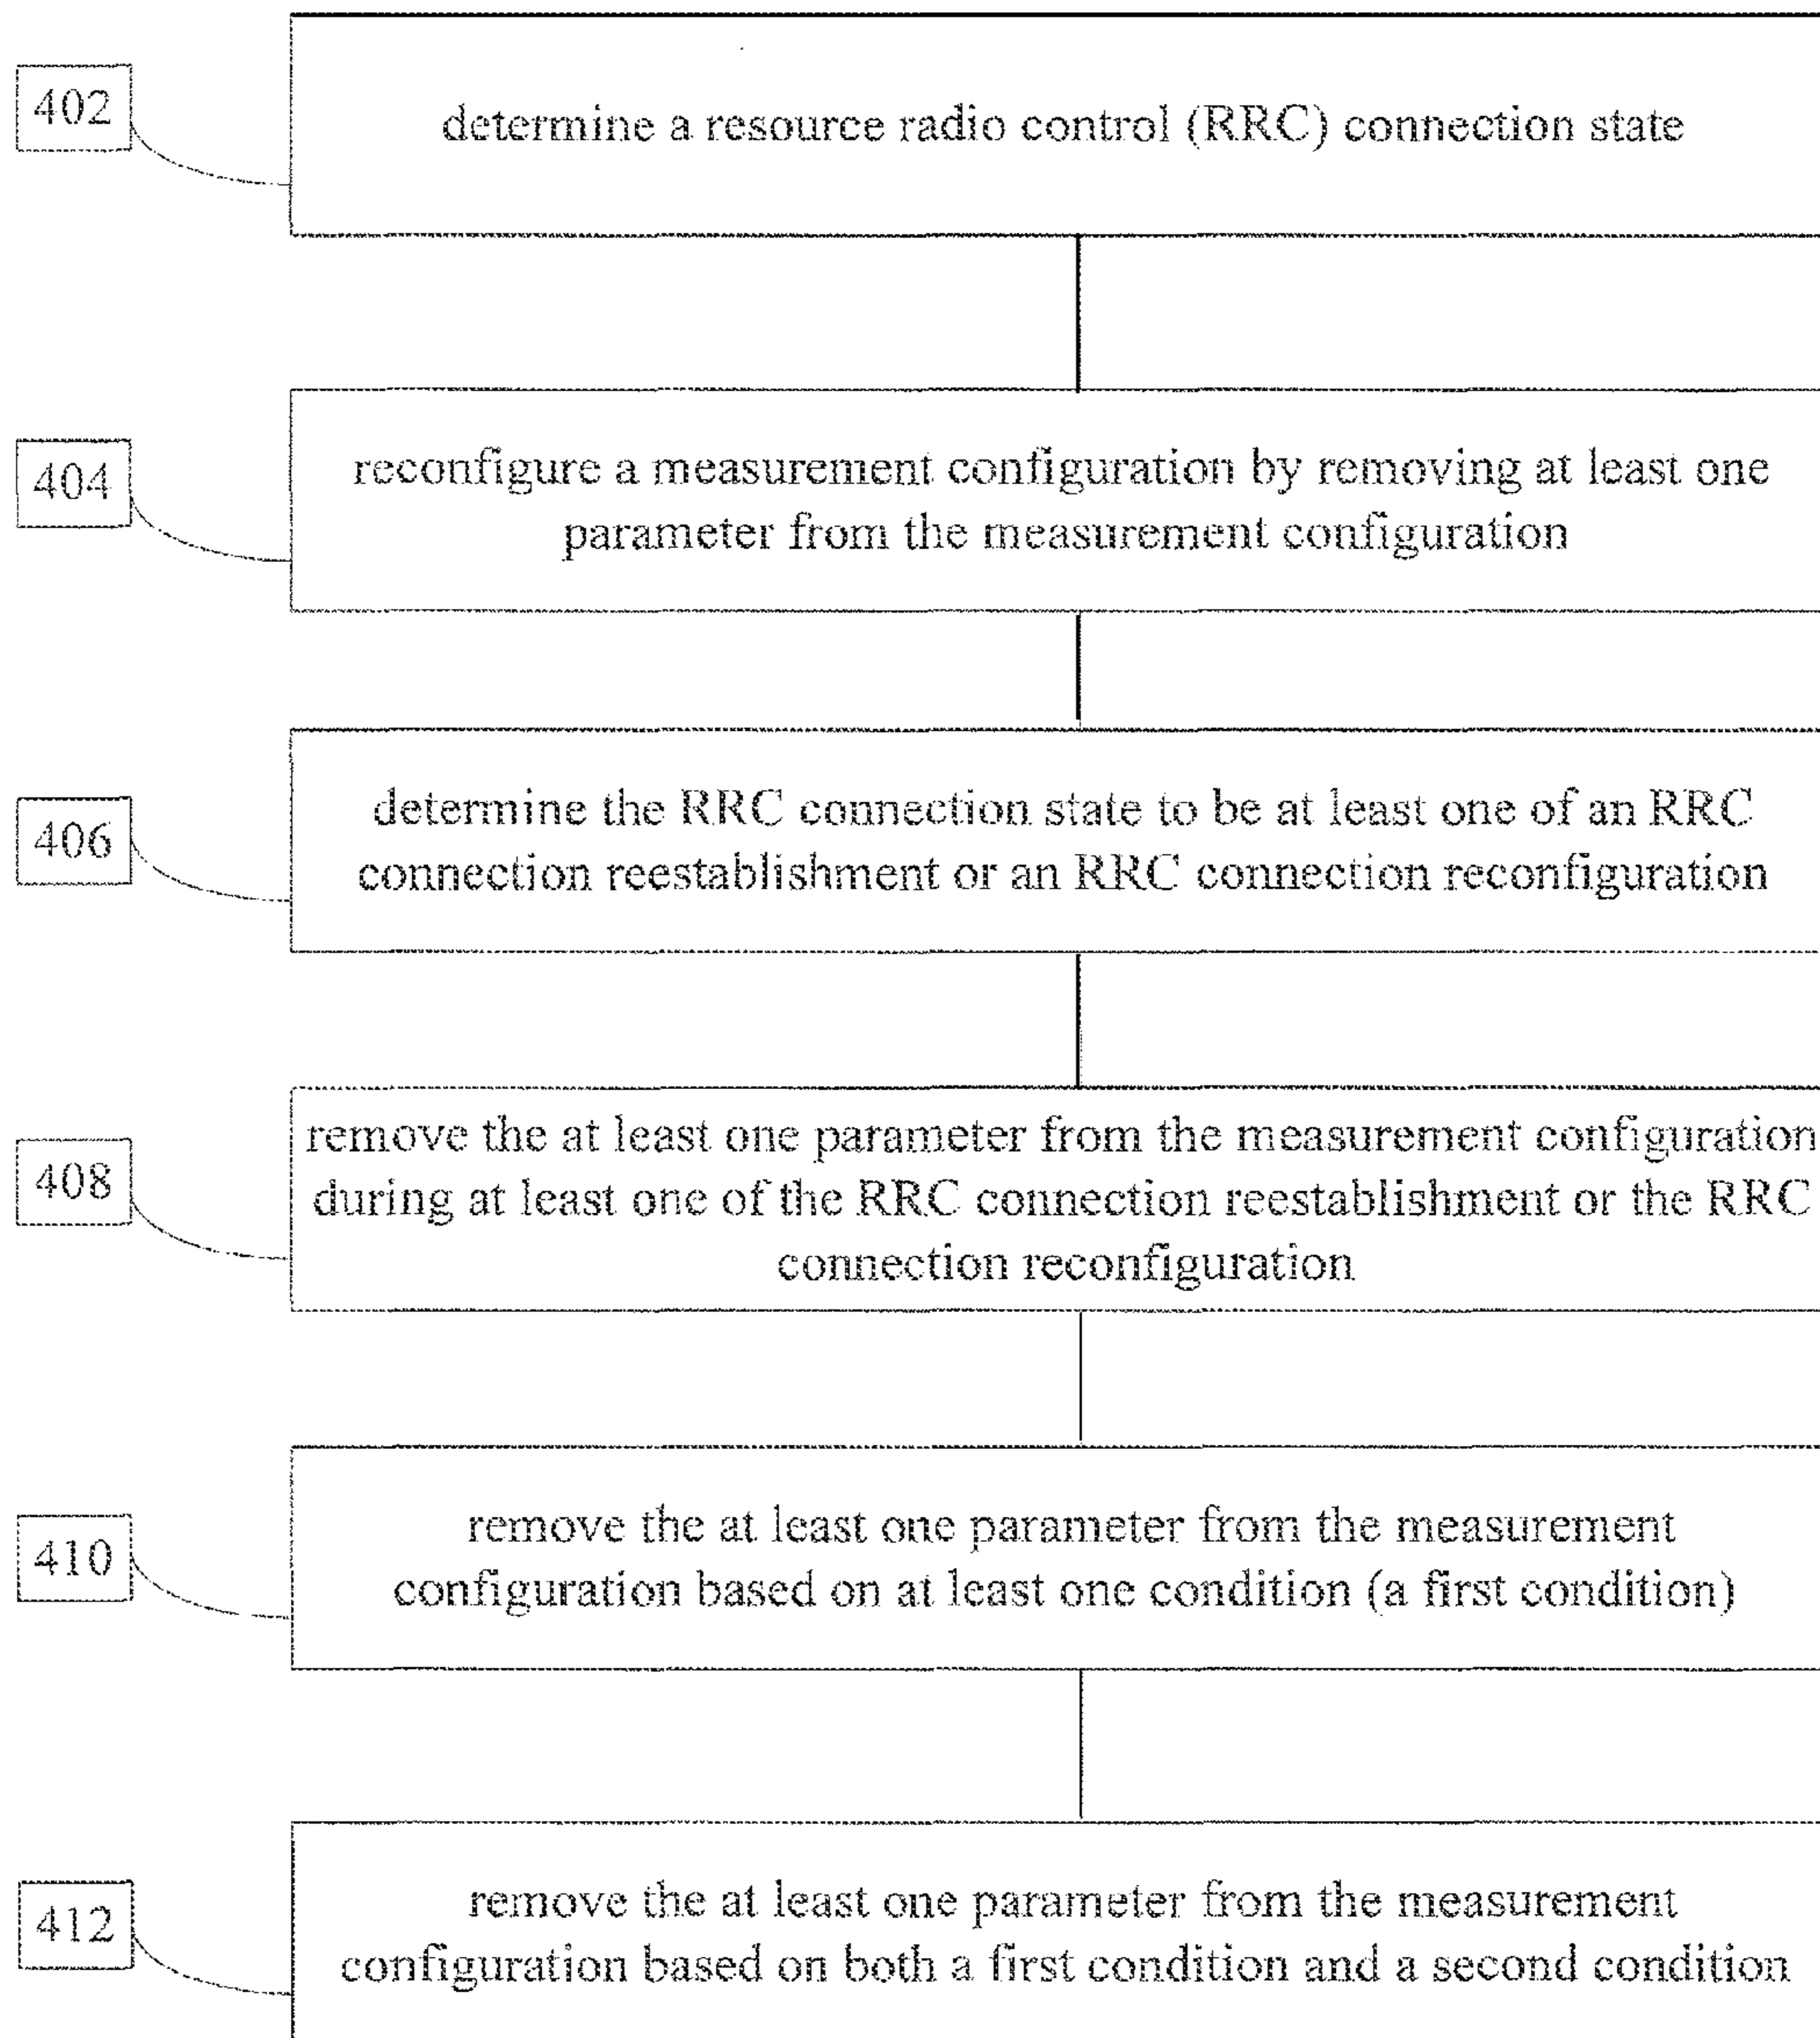 402
determine a resource radio control (RRC) connection state
404
reconfigure a measurement configuration by removing at least one
parameter from the measurement configuration
406
determine the RRC connection state to be at least one of an RRC
connection reestablishment or an RRC connection reconfiguration
408
remove the at least one parameter from the measurement configuration
during at least one of the RRC connection reestablishment or the RRC
connection reconfiguration
410
remove the at least one parameter from the measurement
configuration based on at least one condition (a first condition)
412
remove the at least one parameter from the measurement
configuration based on both a first condition and a second condition